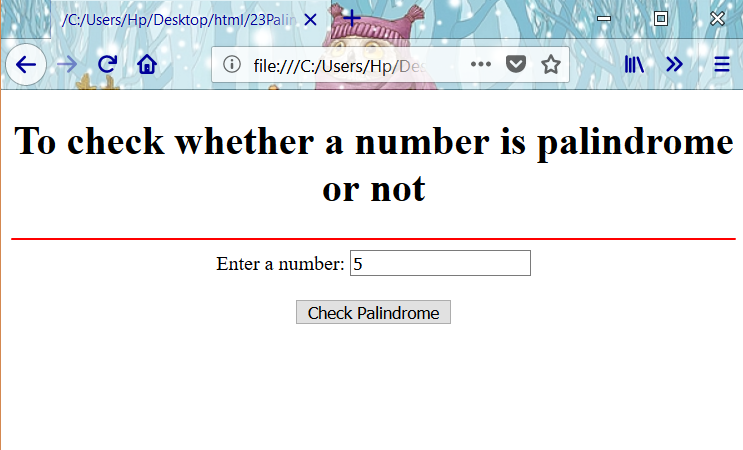 /C:/Users/Hp/Desktop/html/23Palin
file:///C:/Users/Hp/Des
To check whether a number is palindrome
or not
Enter a number: 5
Check Palindrome